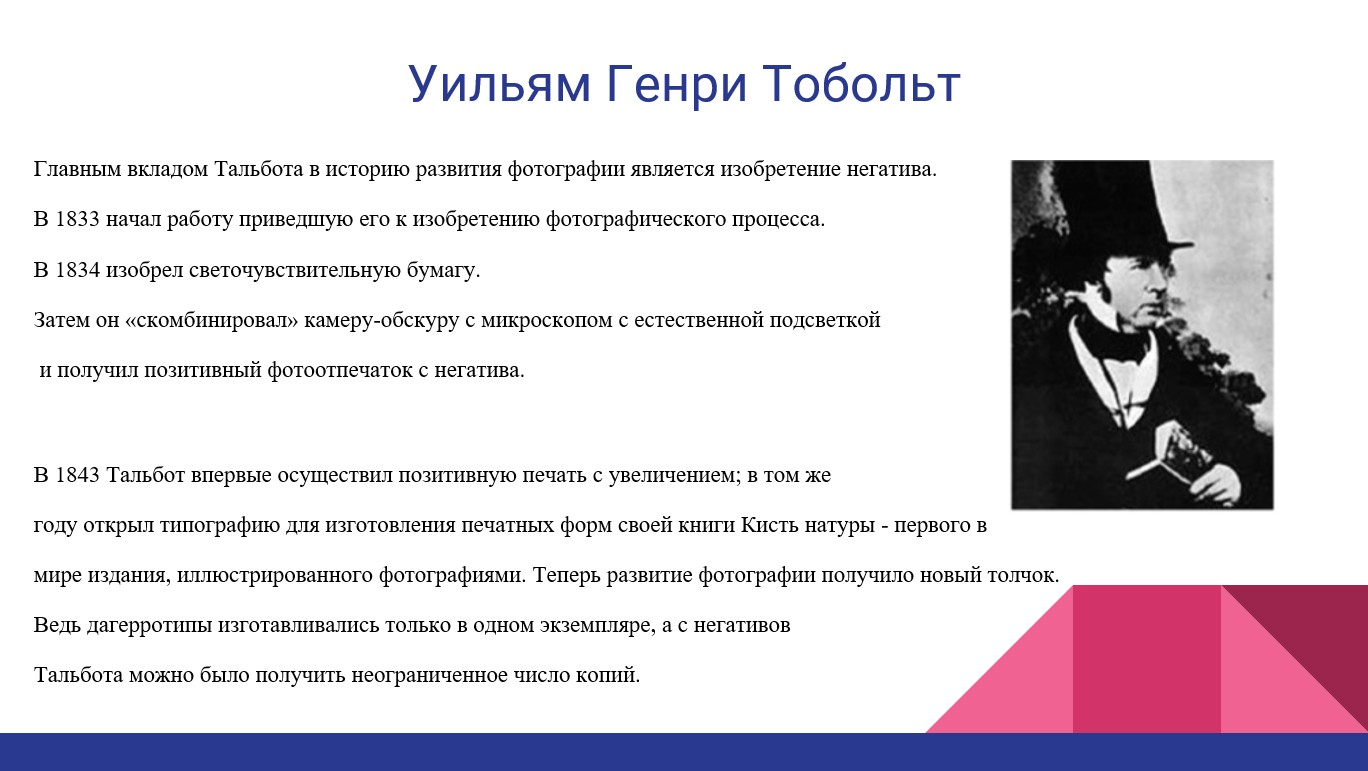 Уильям Генри Тобольт
Главным вкладом Тальбота в историю развития фотографии является изобретение негатива.
В 1833 начал работу приведшую его к изобретению фотографического процесса.
В 1834 изобрел светочувствительную бумагу.
Затем он «скомбинировал» камеру-обскуру с микроскопом с естественной подсветкой
и получил позитивный фотоотпечаток с негатива.
В 1843 Тальбот впервые осуществил позитивную печать с увеличением; в том же
году открыл типографию для изготовления печатных форм своей книги Кисть натуры - первого в
мире издания, иллюстрированного фотографиями. Теперь развитие фотографии получило новый толчок.
Ведь дагерротипы изготавливались только в одном экземпляре, а с негативов
Тальбота можно было получить неограниченное число копий.